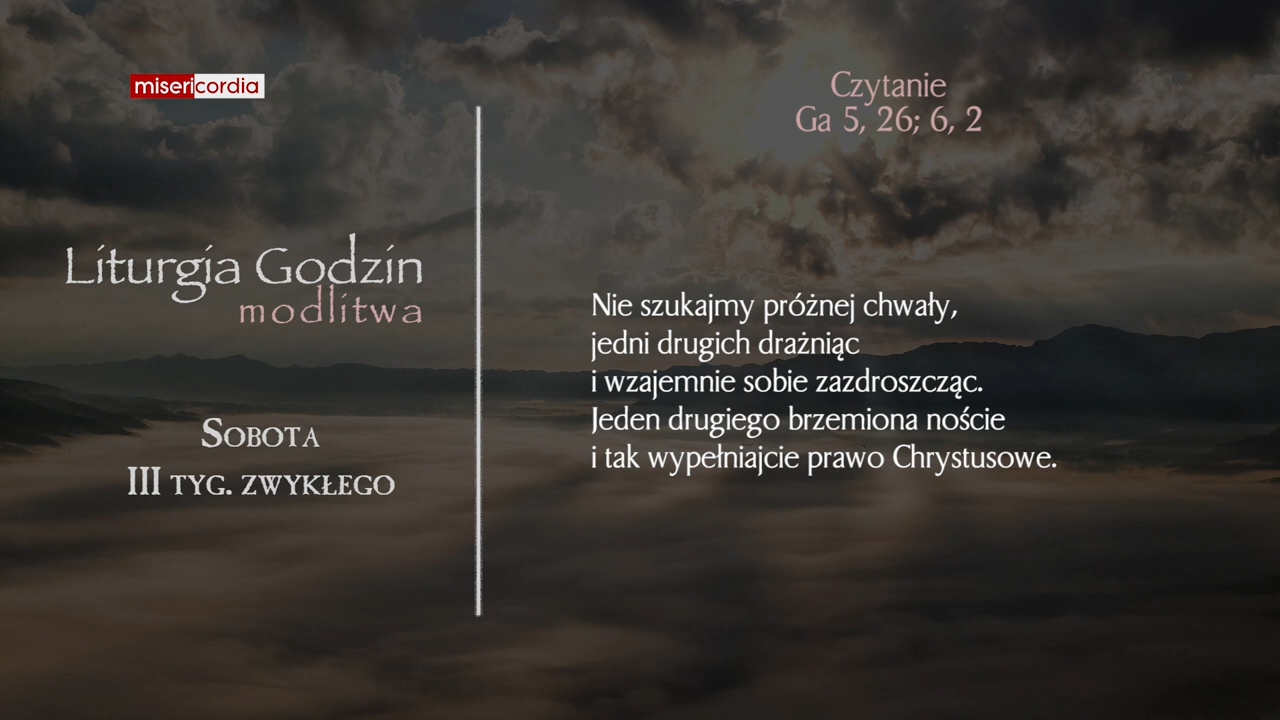 misericordia
Liturgia Godzin
modlitwa
Sobota
III tyg. zwykłego
Czytanie
Ga 5, 26; 6, 2
Nie szukajmy próżnej chwały,
jedni drugich drażniąc
i wzajemnie sobie zazdroszcząc.
Jeden drugiego brzemiona noście
i tak wypełniajcie prawo Chrystusowe.